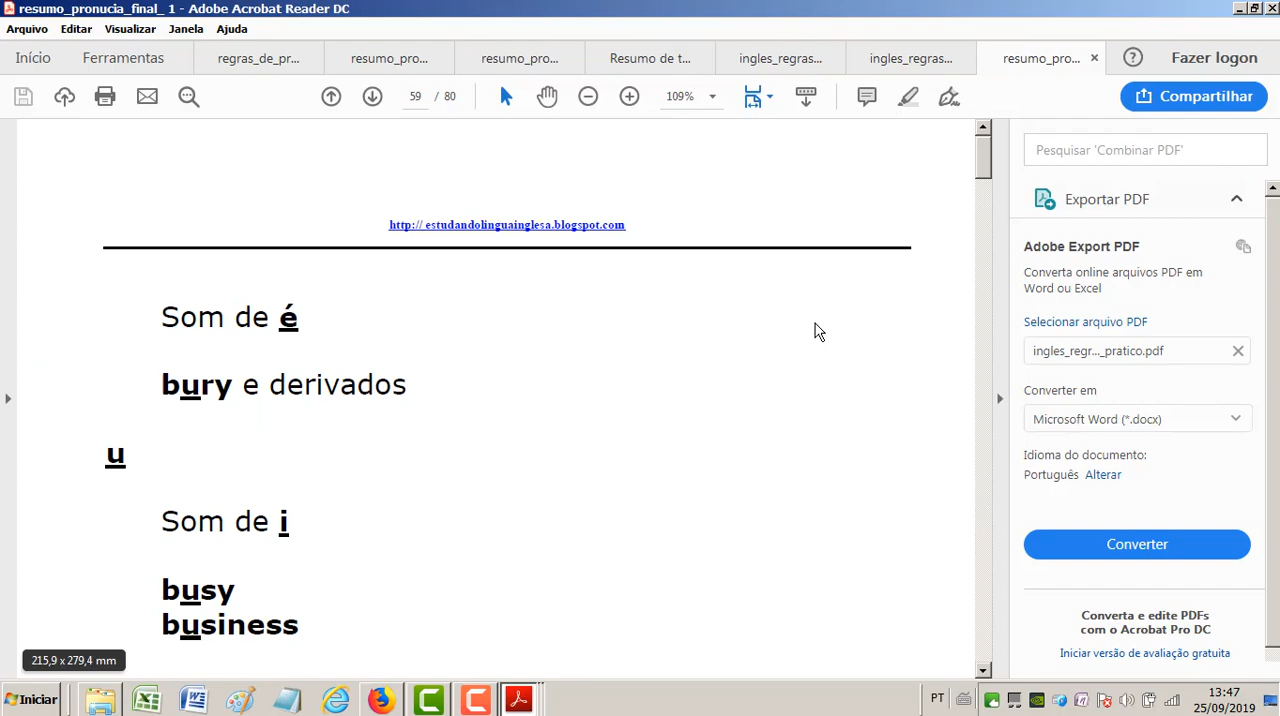 resumo_pronucia_final_ 1 - Adobe Acrobat Reader DC
Arquivo Editar Visualizar Janela Ajuda
Início Ferramentas regras_de_pr... resumo_pro... resumo_pro... Resumo de t... ingles_regras... ingles_regras... resumo_pro... × ? Fazer logon
59 / 80 109% Compartilhar
Pesquisar 'Combinar PDF'
Exportar PDF
http:// estudandolinguainglesa.blogspot.com
Adobe Export PDF
Converta online arquivos PDF em
Word ou Excel
Som de é
Selecionar arquivo PDF
ingles_regr..._pratico.pdf
bury e derivados
Converter em
Microsoft Word (*.docx)
u
Idioma do documento:
Português Alterar
Som de i
Converter
busy
business
Converta e edite PDFs
com o Acrobat Pro DC
Iniciar versão de avaliação gratuita
215,9 x 279,4 mm
Iniciar PT 13:47
25/09/2019